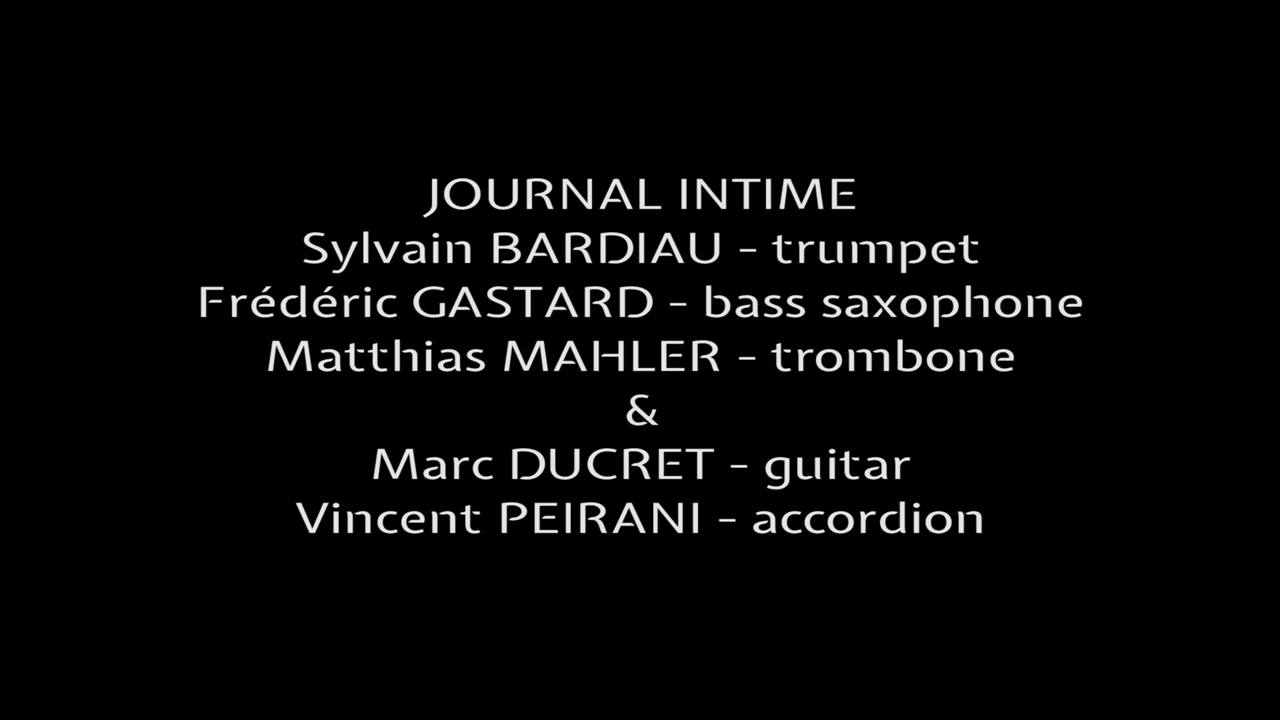 JOURNAL INTIME
Sylvain BARDIAU - trumpet
Frédéric GASTARD - bass saxophone
Matthias MAHLER - trombone
&
Marc DUCRET - guitar
Vincent PEIRANI - accordion